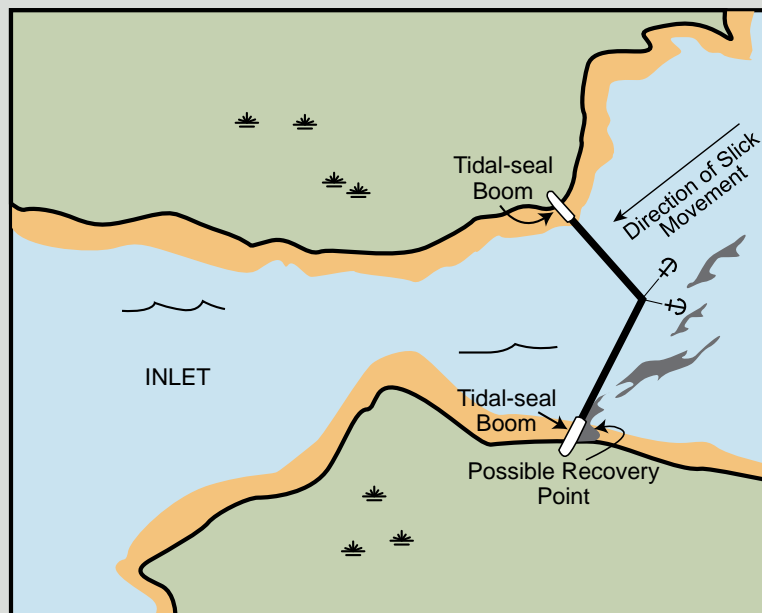 Tidal-seal
Boom
Direction of Slick
Movement
INLET
Tidal-seal
Boom
Possible Recovery
Point